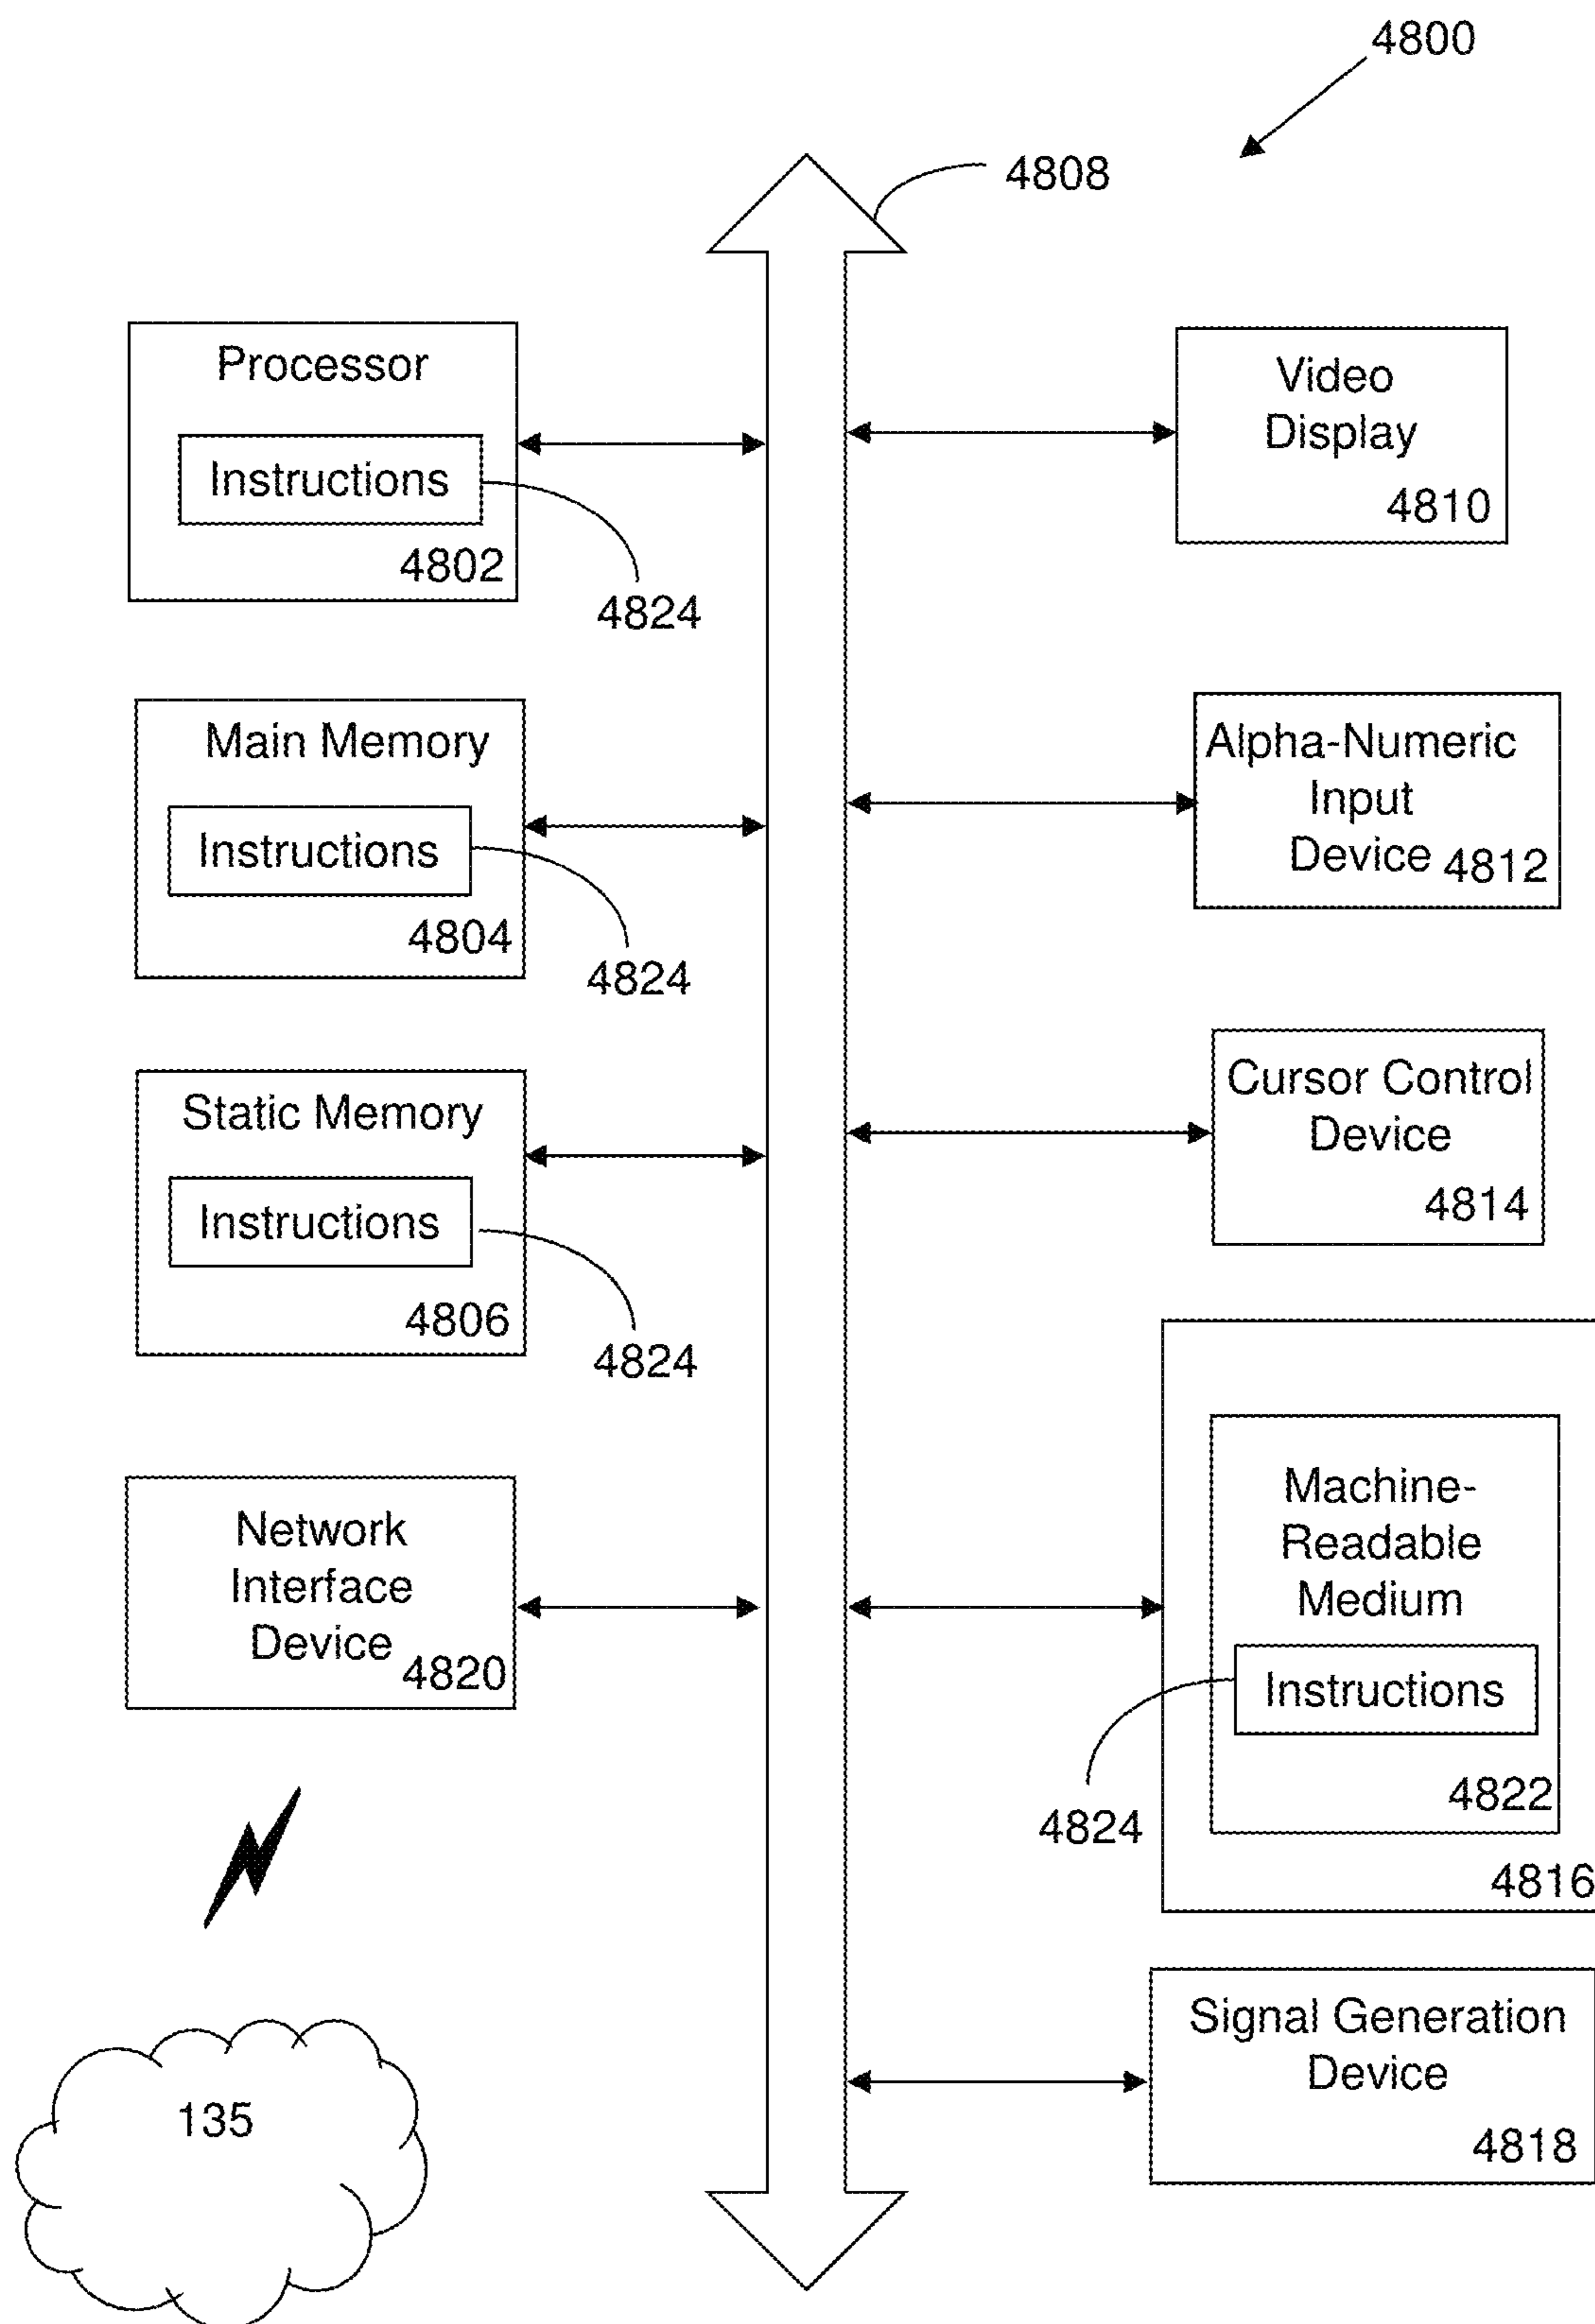 4800
4808
Processor
Instructions
4802
4824
Video
Display
4810
Main Memory
Instructions
4804
4824
Alpha-Numeric
Input
Device 4812
Static Memory
Instructions
4806
4824
Cursor Control
Device
4814
Network
Interface
Device
4820
Machine-
Readable
Medium
Instructions
4822
4824
4816
135
Signal Generation
Device
4818